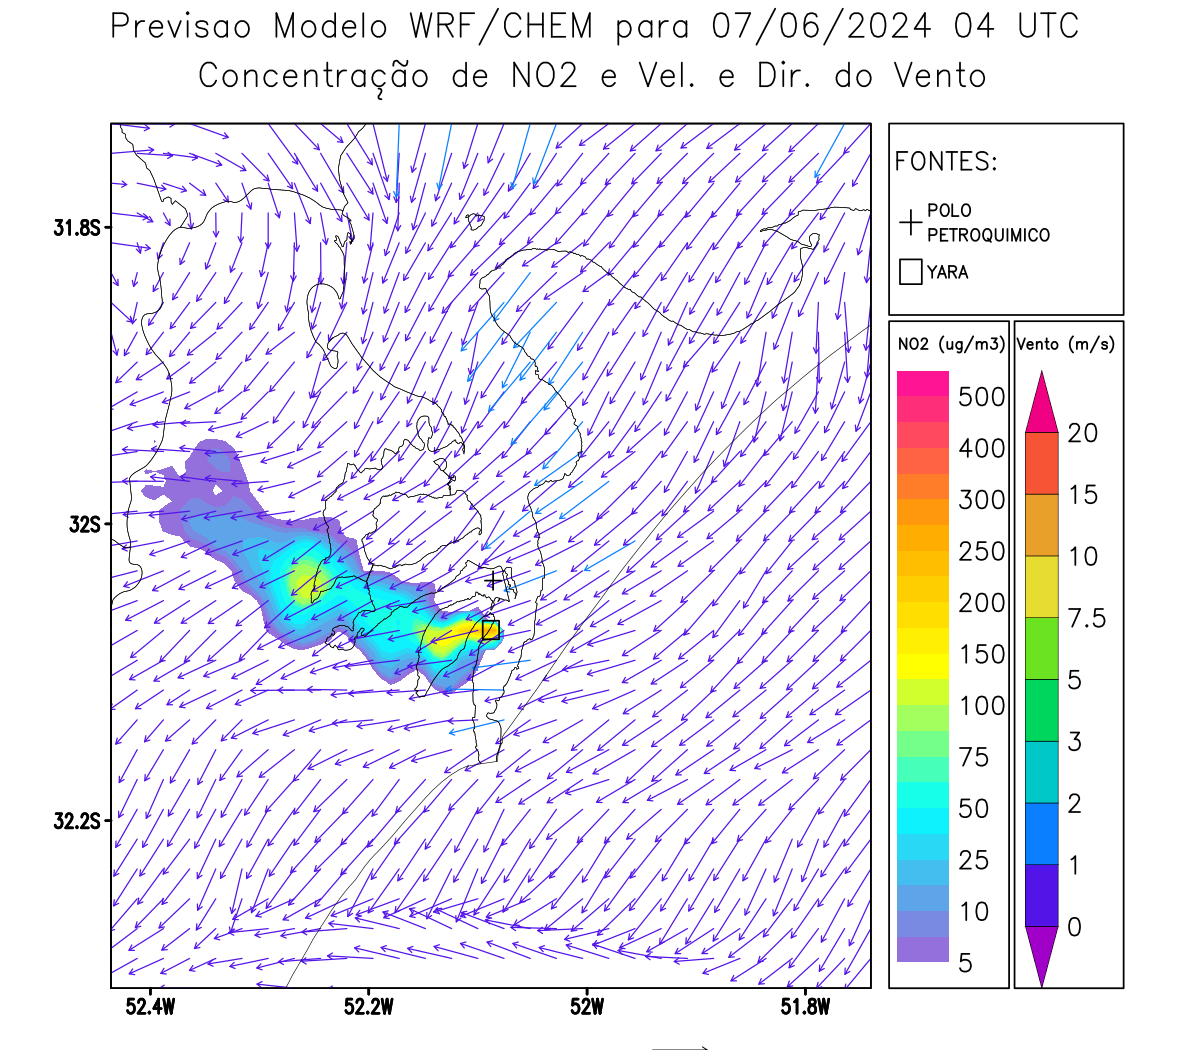 Previsao Modelo WRF/CHEM para 07/06/2024 04 UTC
Concentração de NO2 e Vel. e Dir. do Vento
FONTES:
POLO
PETROQUIMICO
YARA
NO2 (ug/m3)
500
400
300
250
200
150
100
75
50
25
10
5
Vento (m/s)
20
15
10
7.5
5
3
2
1
0
31.8S
32S
32.2S
52.4W
52.2W
52W
51.8W